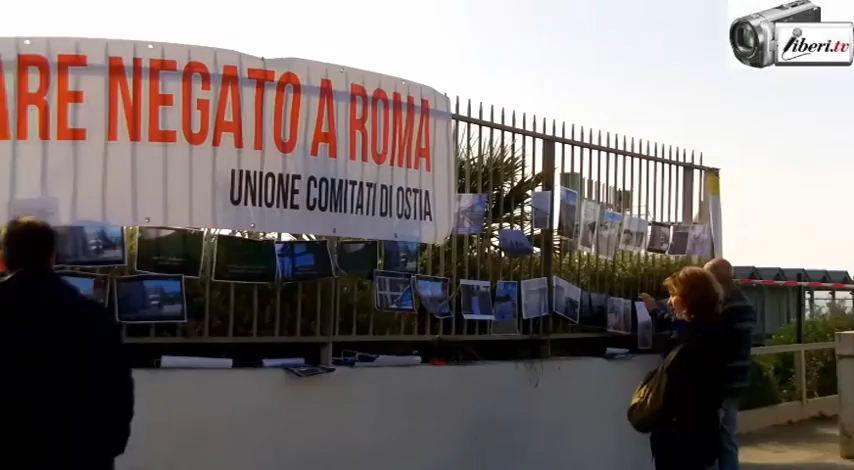 liberi.tv
ARE NEGATO A ROMA
UNIONE COMITATI DI OSTIA